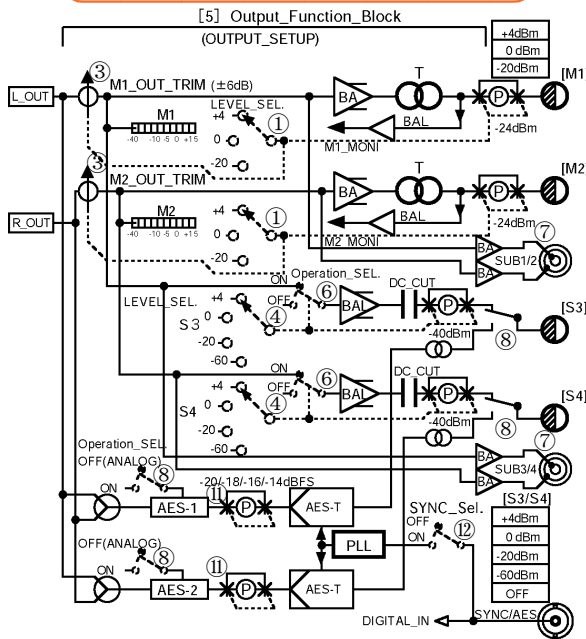 [5] Output_Function_Block
(OUTPUT_SETUP)
+4dBm
0 dBm
-20dBm
L_OUT
③
M1_OUT_TRIM (±6dB)
T
[M1]
BA
P
M1
-40 -10 -5 0 +15
LEVEL_SEL.
+4
0
-20
①
BAL
-24dBm
M1_MONI
③
M2_OUT_TRIM
T
[M2]
R_OUT
BA
P
M2
-40 -10 -5 0 +15
+4
0
-20
①
BAL
-24dBm
M2_MONI
⑦
BA
BA
SUB1/2
ON
Operation_SEL.
OFF
⑥
DC_CUT
LEVEL_SEL.
+4
S3
0
-20
-60
④
BAL
P
-40dBm
[S3]
⑧
ON
OFF
⑥
DC_CUT
+4
S4
0
-20
-60
④
BAL
P
-40dBm
[S4]
⑧
⑦
BA
BA
SUB3/4
Operation_SEL.
OFF(ANALOG)
⑧
ON
AES-1
-20/-18/-16/-14dBFS
⑪
P
AES-T
SYNC_Sel.
OFF
ON
⑫
PLL
[S3/S4]
+4dBm
0 dBm
-20dBm
-60dBm
OFF
OFF(ANALOG)
⑧
ON
AES-2
⑪
P
AES-T
DIGITAL_IN
SYNC/AES